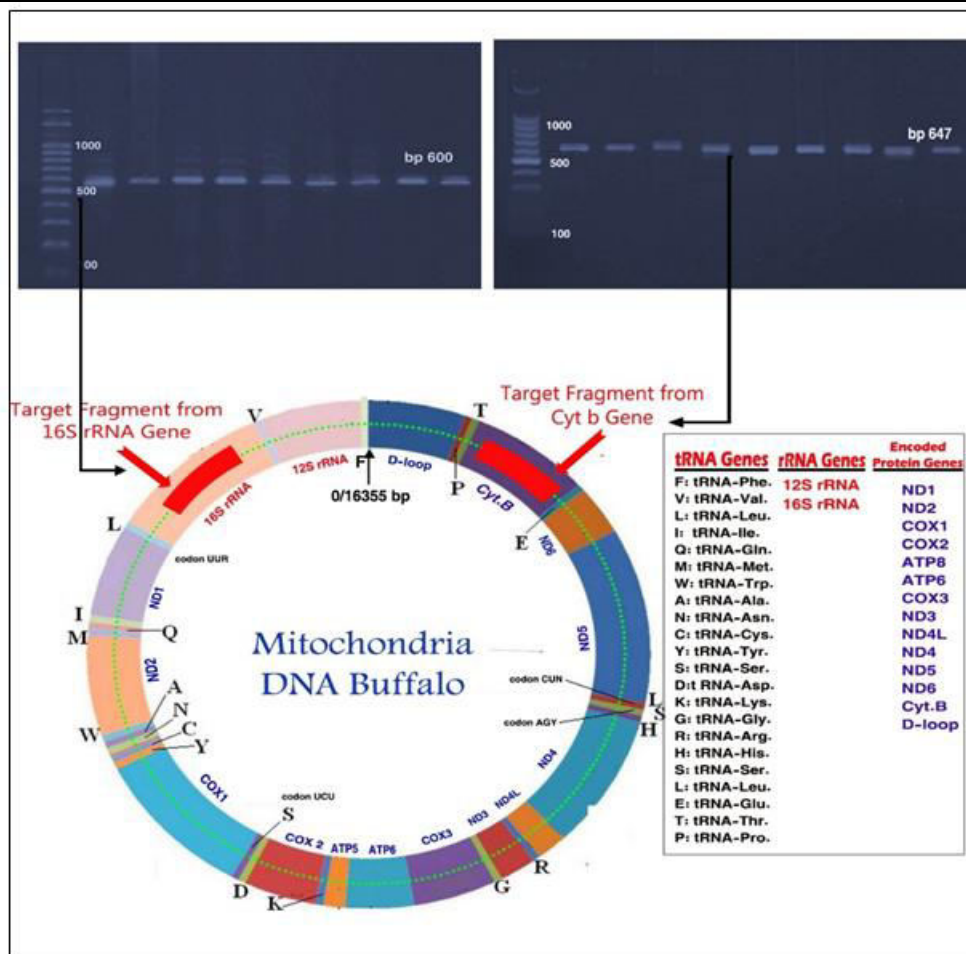 1000
bp 600
500
00
1000
bp 647
500
100
Target Fragment from
16S rRNA Gene
Target Fragment from
Cyt b Gene
V
T
F
12S rRNA
D-loop
P
Cyt.B
0/16355 bp
16S rRNA
E
ND6
L
codon UUR
ND1
I
M
Q
ND2
Mitochondria
DNA Buffalo
ND5
codon CUN
L
S
codon AGY
H
A
N
W
C
Y
ND4
COX1
codon UCU
S
COX 2
ATP5
ATP6
COX3
ND3
ND4L
D
K
G
R
tRNA Genes
F: tRNA-Phe.
V: tRNA-Val.
L: tRNA-Leu.
I: tRNA-Ile.
Q: tRNA-Gln.
M: tRNA-Met.
W: tRNA-Trp.
A: tRNA-Ala.
N: tRNA-Asn.
C: tRNA-Cys.
Y: tRNA-Tyr.
S: tRNA-Ser.
D:t RNA-Asp.
K: tRNA-Lys.
G: tRNA-Gly.
R: tRNA-Arg.
H: tRNA-His.
S: tRNA-Ser.
L: tRNA-Leu.
E: tRNA-Glu.
T: tRNA-Thr.
P: tRNA-Pro.
rRNA Genes
12S rRNA
16S rRNA
Encoded
Protein Genes
ND1
ND2
COX1
COX2
ATP8
ATP6
COX3
ND3
ND4L
ND4
ND5
ND6
Cyt.B
D-loop